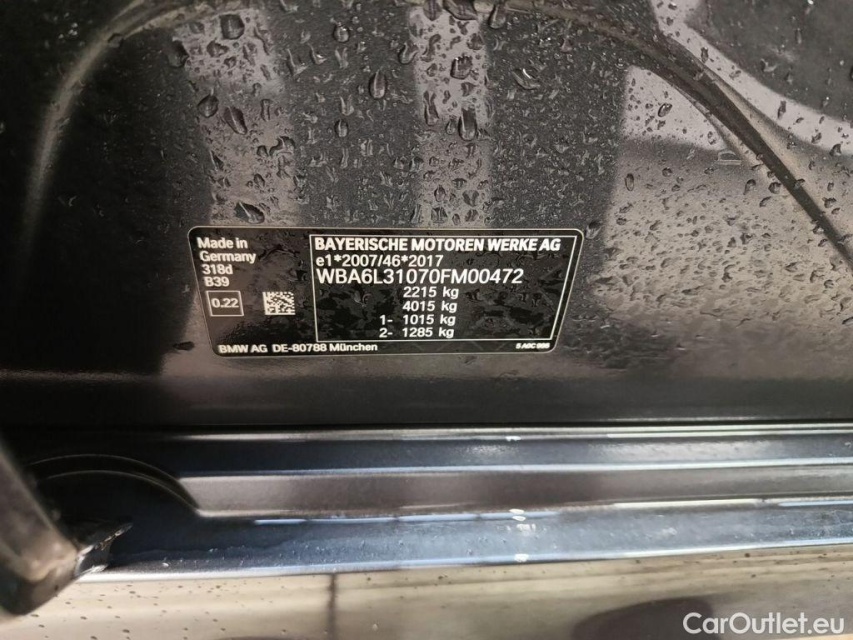 Made in
Germany
318d
B39
0.22
BAYERISCHE MOTOREN WERKE AG
e1*2007/46*2017
WBA6L31070FM00472
2215 kg
4015 kg
1- 1015 kg
2- 1285 kg
BMW AG DE-80788 München
CarOutlet.eu